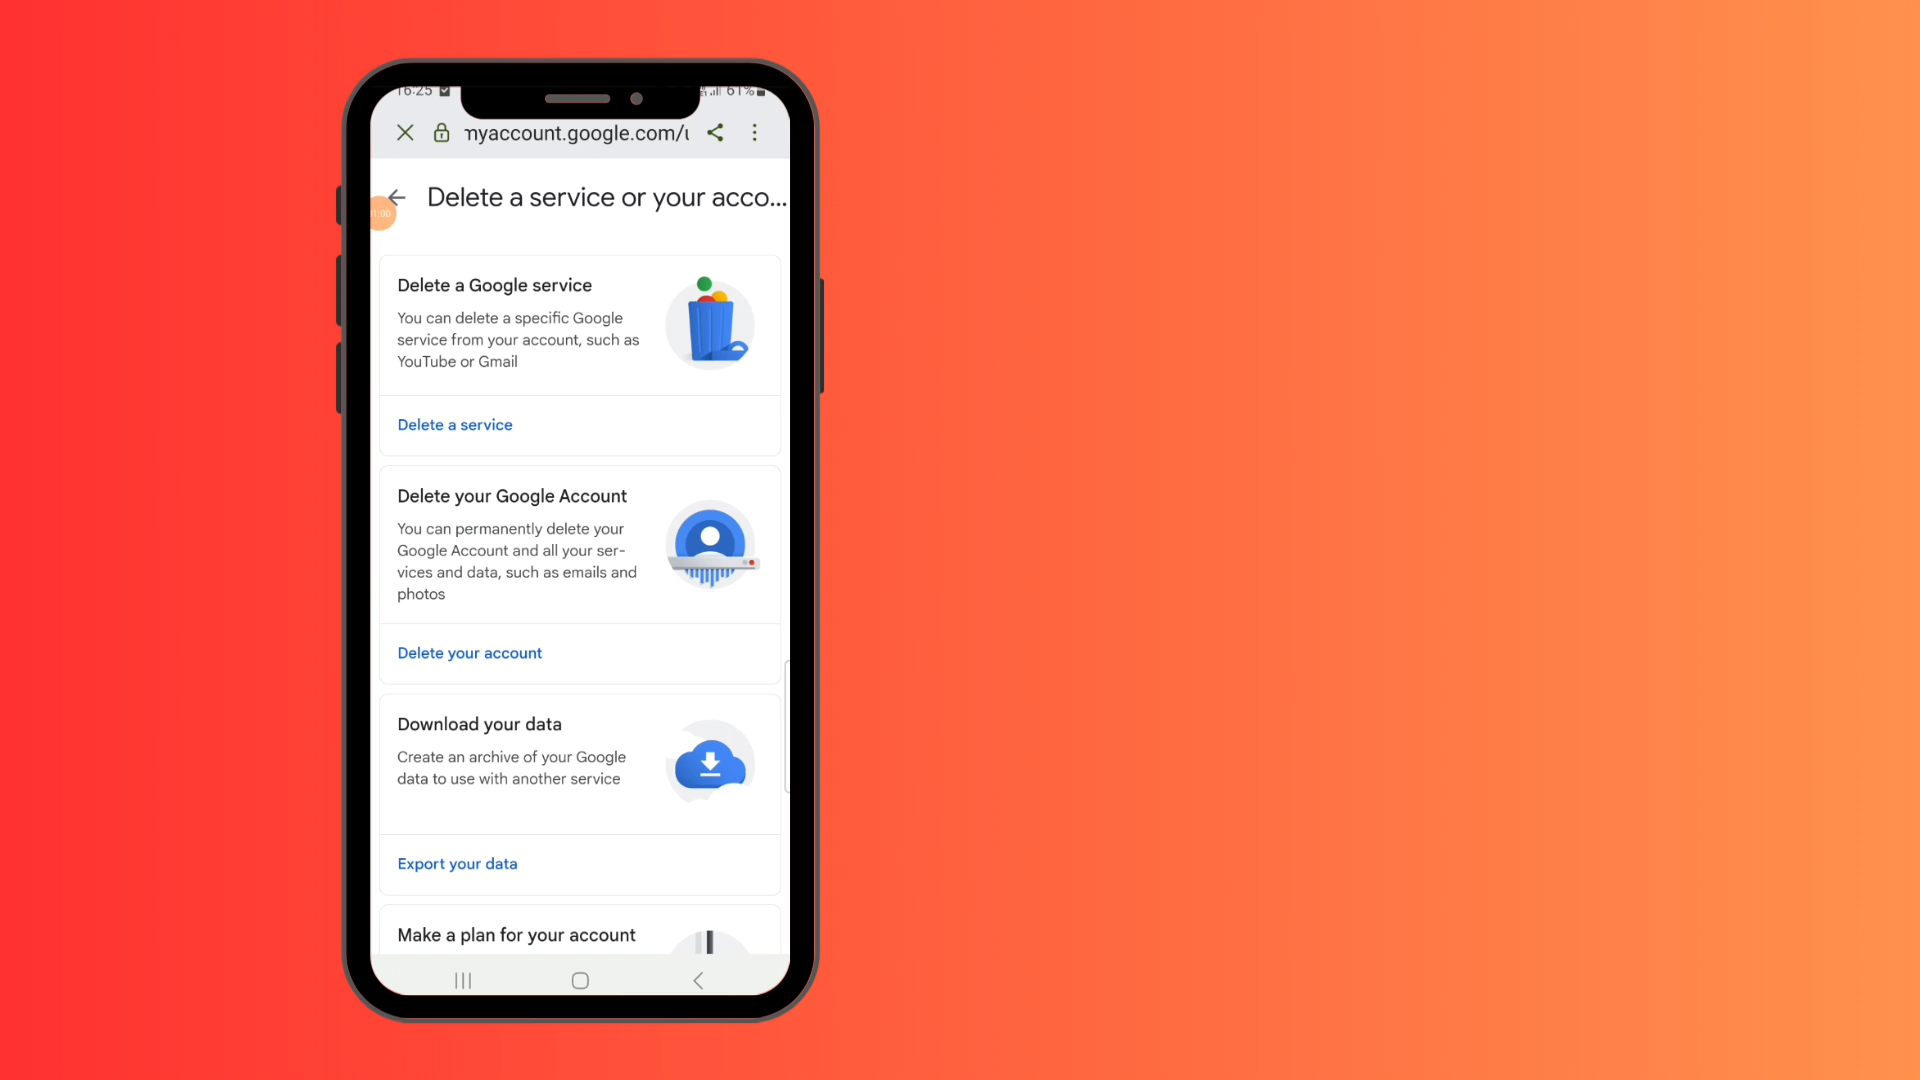 16:25 61%
myaccount.google.com/u
Delete a service or your acco...
01:00
Delete a Google service
You can delete a specific Google
service from your account, such as
YouTube or Gmail
Delete a service
Delete your Google Account
You can permanently delete your
Google Account and all your ser-
vices and data, such as emails and
photos
Delete your account
Download your data
Create an archive of your Google
data to use with another service
Export your data
Make a plan for your account